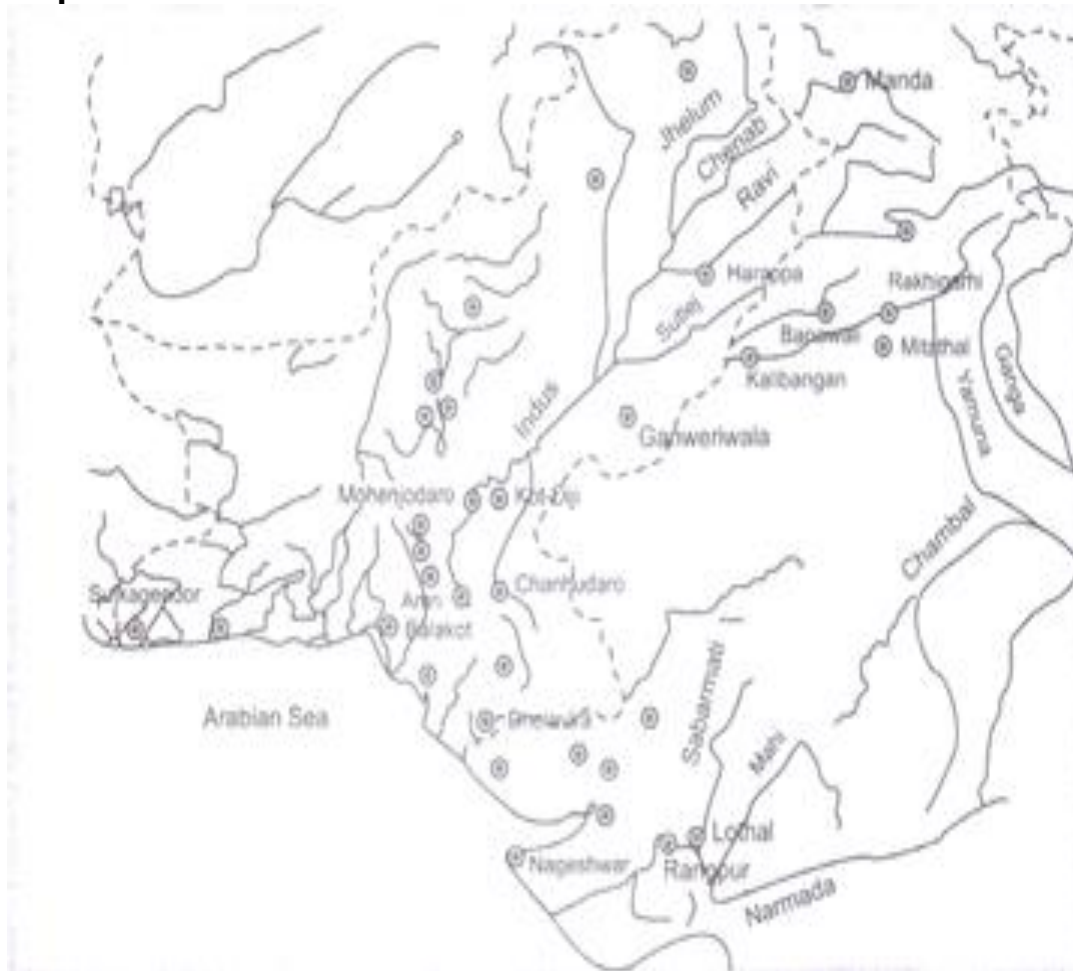 Manda
Jhelum
Chenab
Ravi
Harappa
Rakhigarhi
Sutlej
Banawali
Mitathal
Kalibangan
Ganga
Yamuna
Indus
Ganweriwala
Mohenjodaro
Kot Diji
Chambal
Chanhudaro
Amri
Balakot
Arabian Sea
Sabarmati
Mahi
Lothal
Nageshwar
Rangpur
Narmada